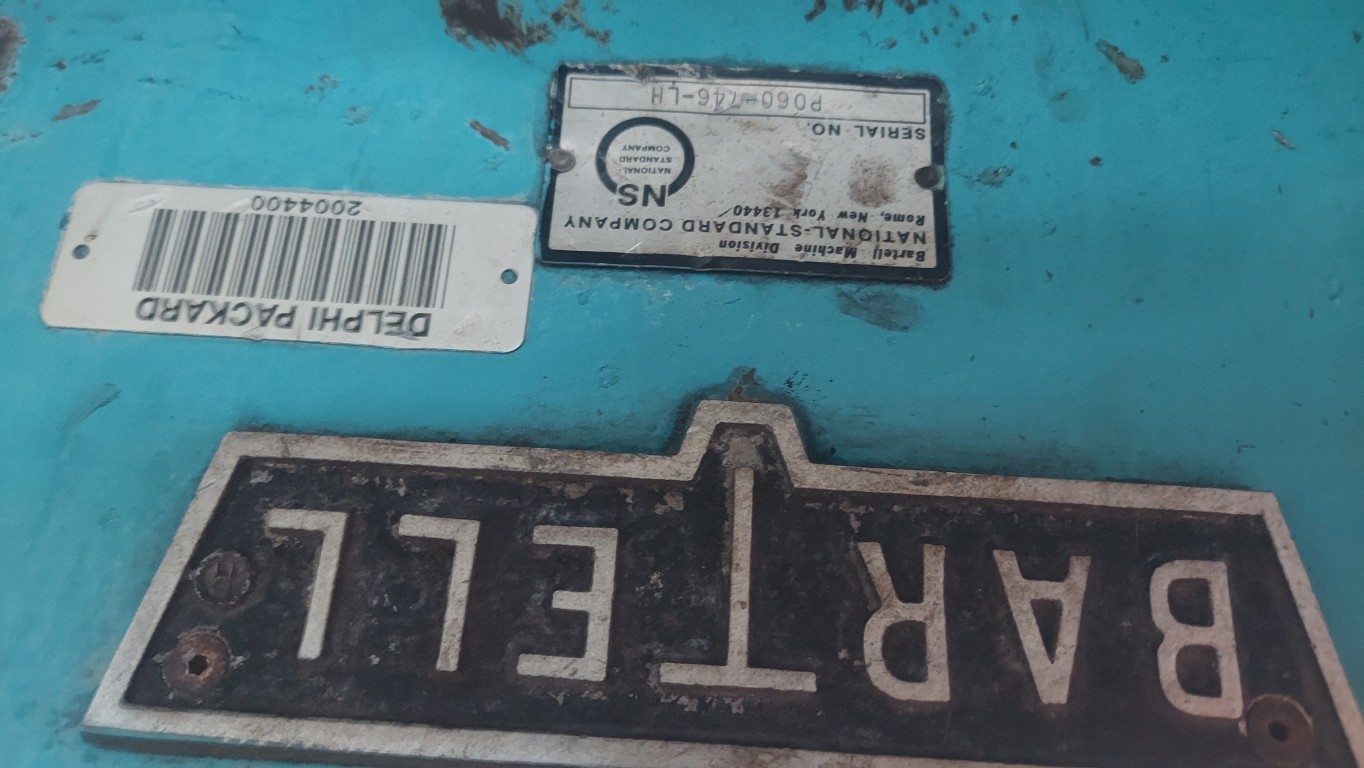 BARTELL
DELPHI PACKARD
2004400
Bartell Machine Division
NATIONAL-STANDARD COMPANY
Rome, New York 13440
NS
NATIONAL-
STANDARD
COMPANY
SERIAL NO.
P060-746-LH